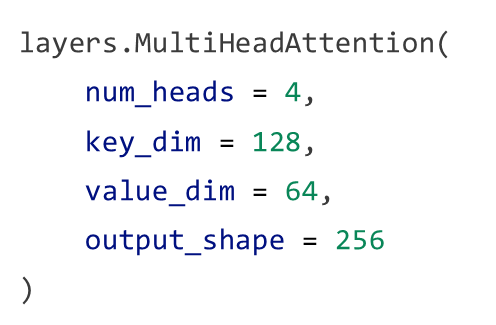 layers.MultiHeadAttention(
    num_heads = 4,
    key_dim = 128,
    value_dim = 64,
    output_shape = 256
)